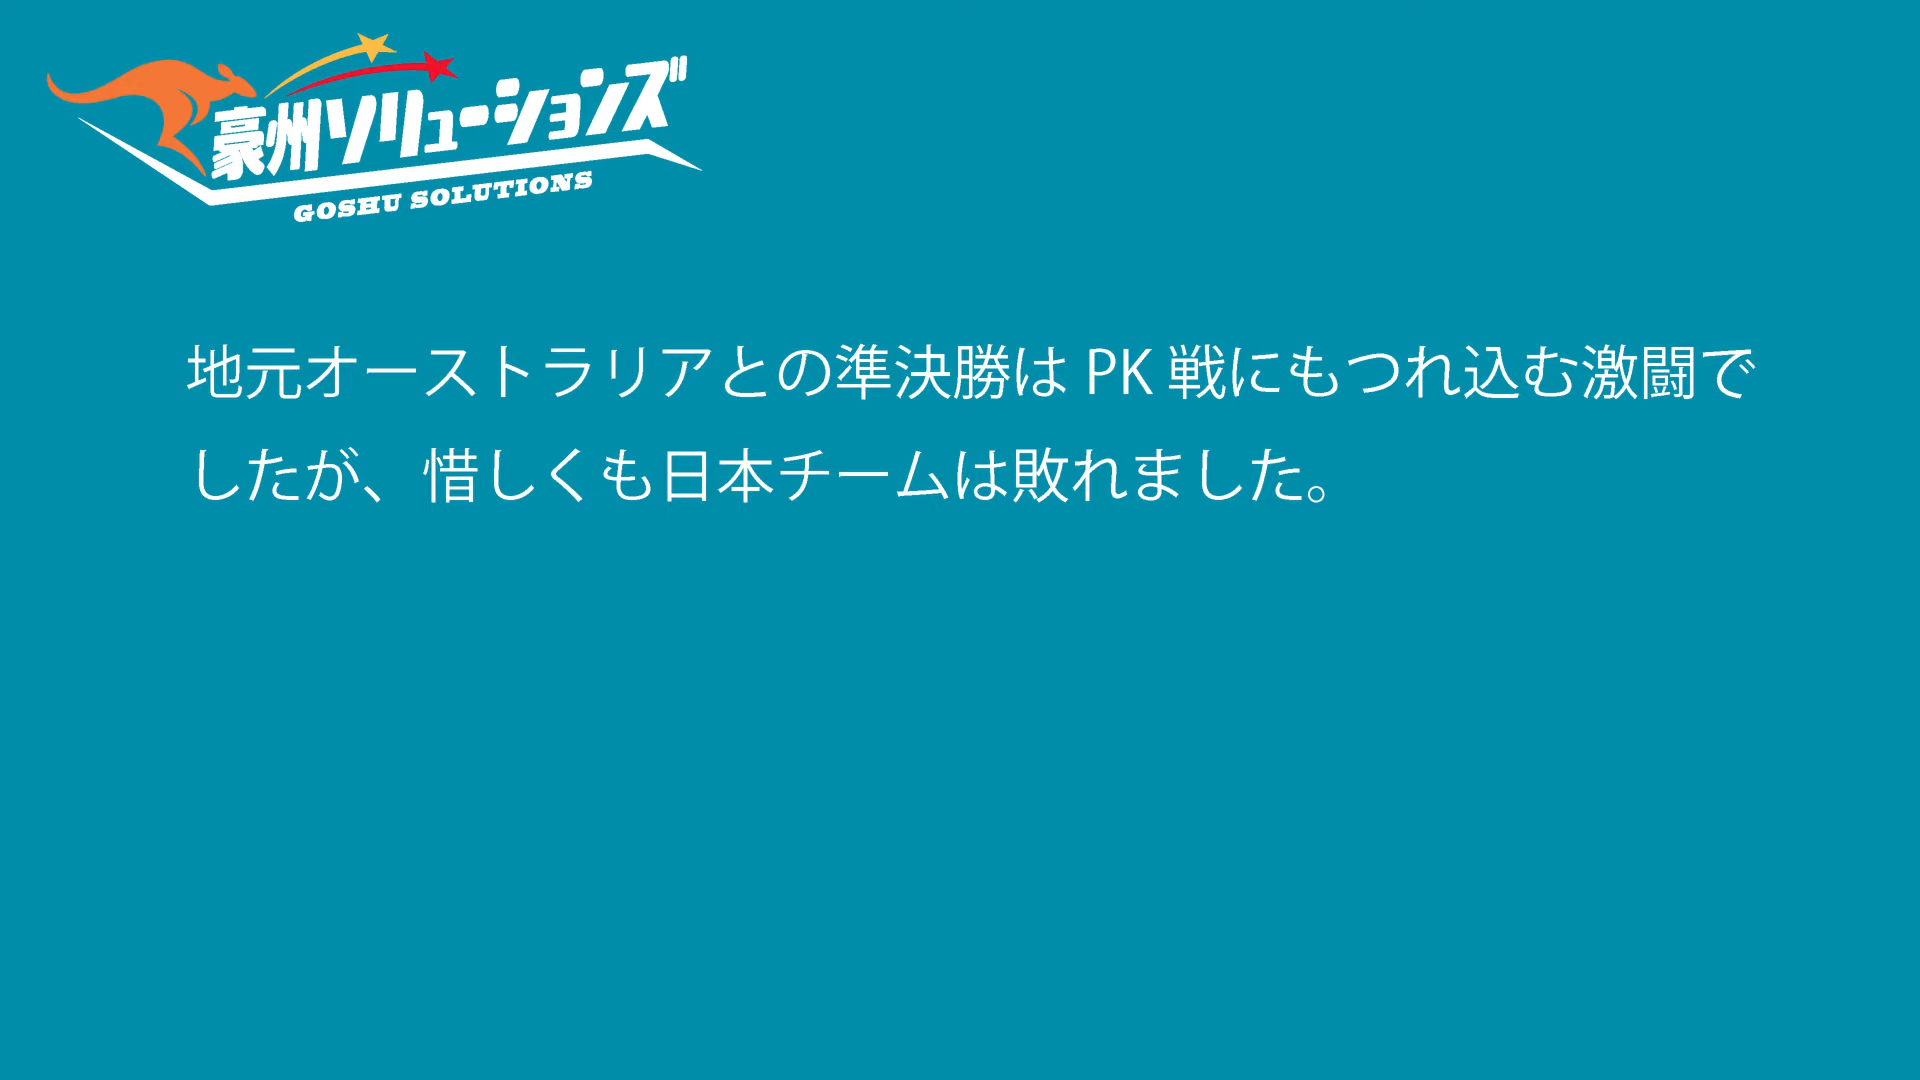 豪州ソリューションズ
GOSHU SOLUTIONS
地元オーストラリアとの準決勝は PK 戦にもつれ込む激闘で
したが、惜しくも日本チームは敗れました。